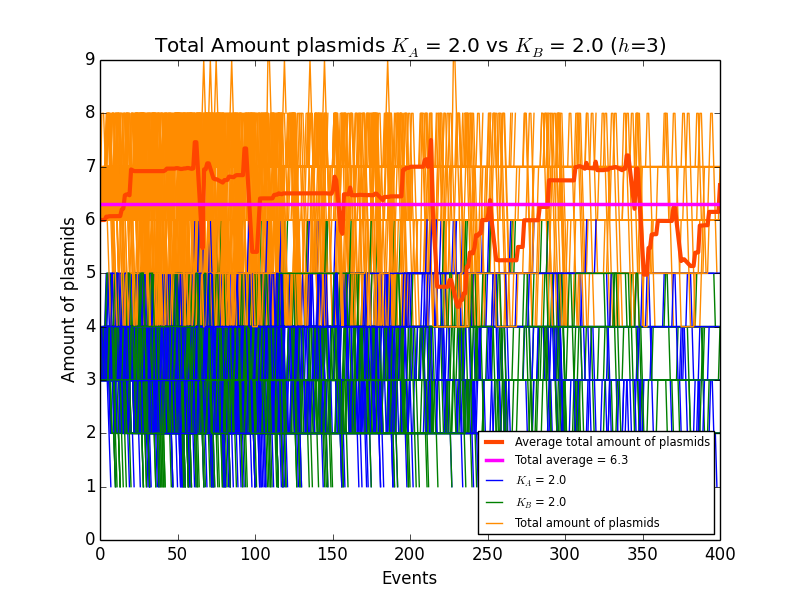 Total Amount plasmids K_A = 2.0 vs K_B = 2.0 (h=3)
9
8
7
6
5
4
3
2
1
0
Amount of plasmids
Average total amount of plasmids
Total average = 6.3
K_A = 2.0
K_B = 2.0
Total amount of plasmids
0 50 100 150 200 250 300 350 400
Events